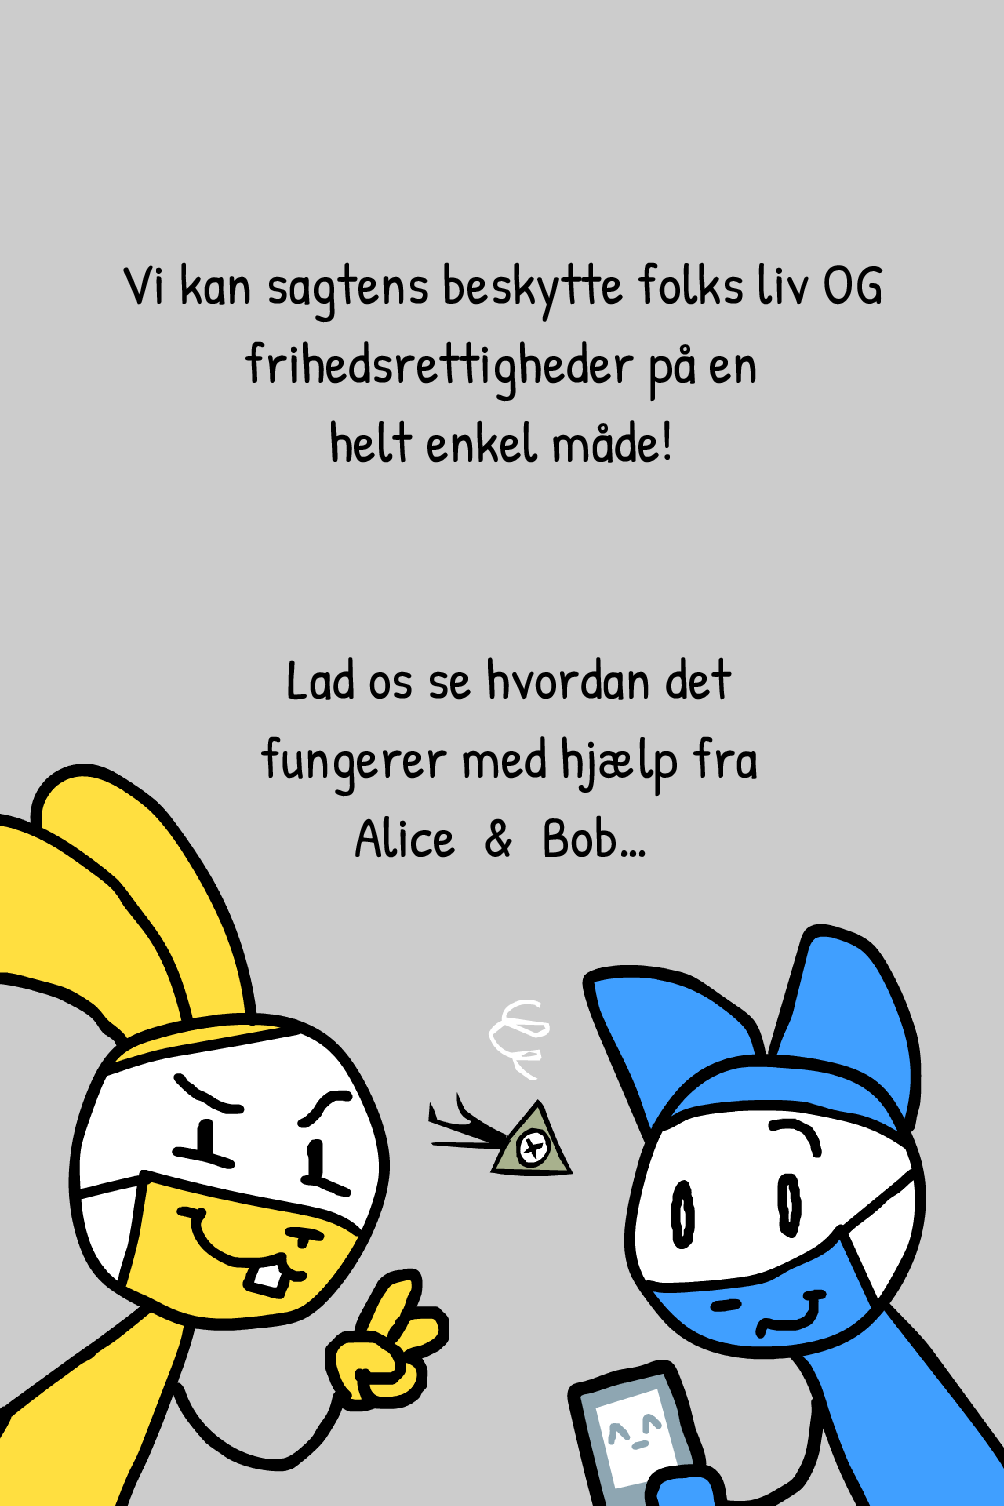 Vi kan sagtens beskytte folks liv OG
frihedsrettigheder på en
helt enkel måde!
Lad os se hvordan det
fungerer med hjælp fra
Alice & Bob...